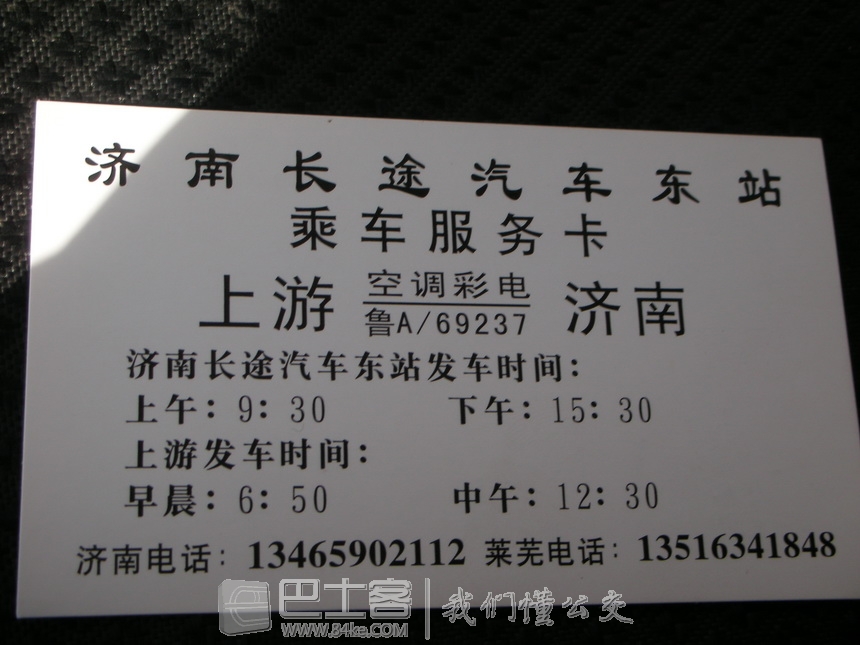 济南长途汽车东站
乘车服务卡
上游 空调彩电 济南
鲁A/69237
济南长途汽车东站发车时间：
上午：9：30 下午：15：30
上游发车时间：
早晨：6：50 中午：12：30
济南电话：13465902112 莱芜电话：13516341848
巴士客 我们懂公交
www.84ke.com